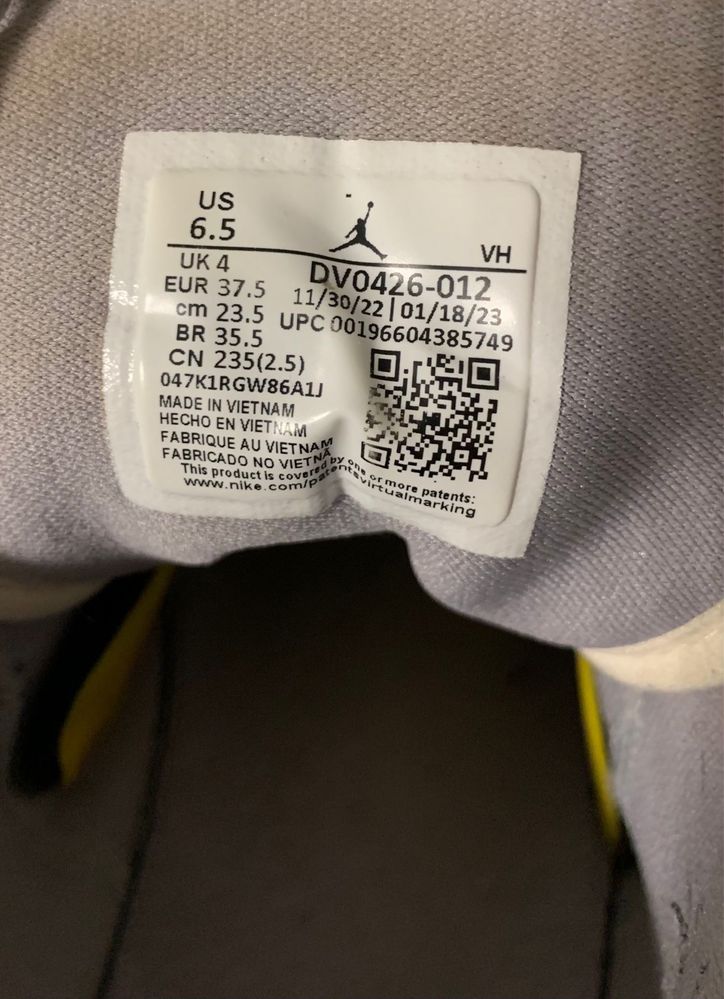 US
6.5
VH
UK 4
DV0426-012
EUR 37.5
11/30/22 | 01/18/23
cm 23.5
UPC 00196604385749
BR 35.5
CN 235(2.5)
047K1RGW86A1J
MADE IN VIETNAM
HECHO EN VIETNAM
FABRIQUE AU VIETNAM
FABRICADO NO VIETNÃ
This product is covered by one or more patents:
www.nike.com/patentsvirtualmarking